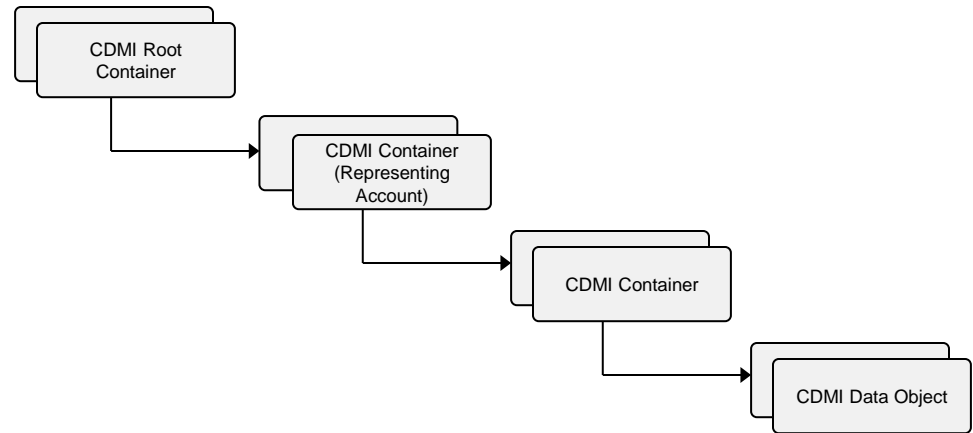 CDMI Root
Container
CDMI Container
(Representing
Account)
CDMI Container
CDMI Data Object